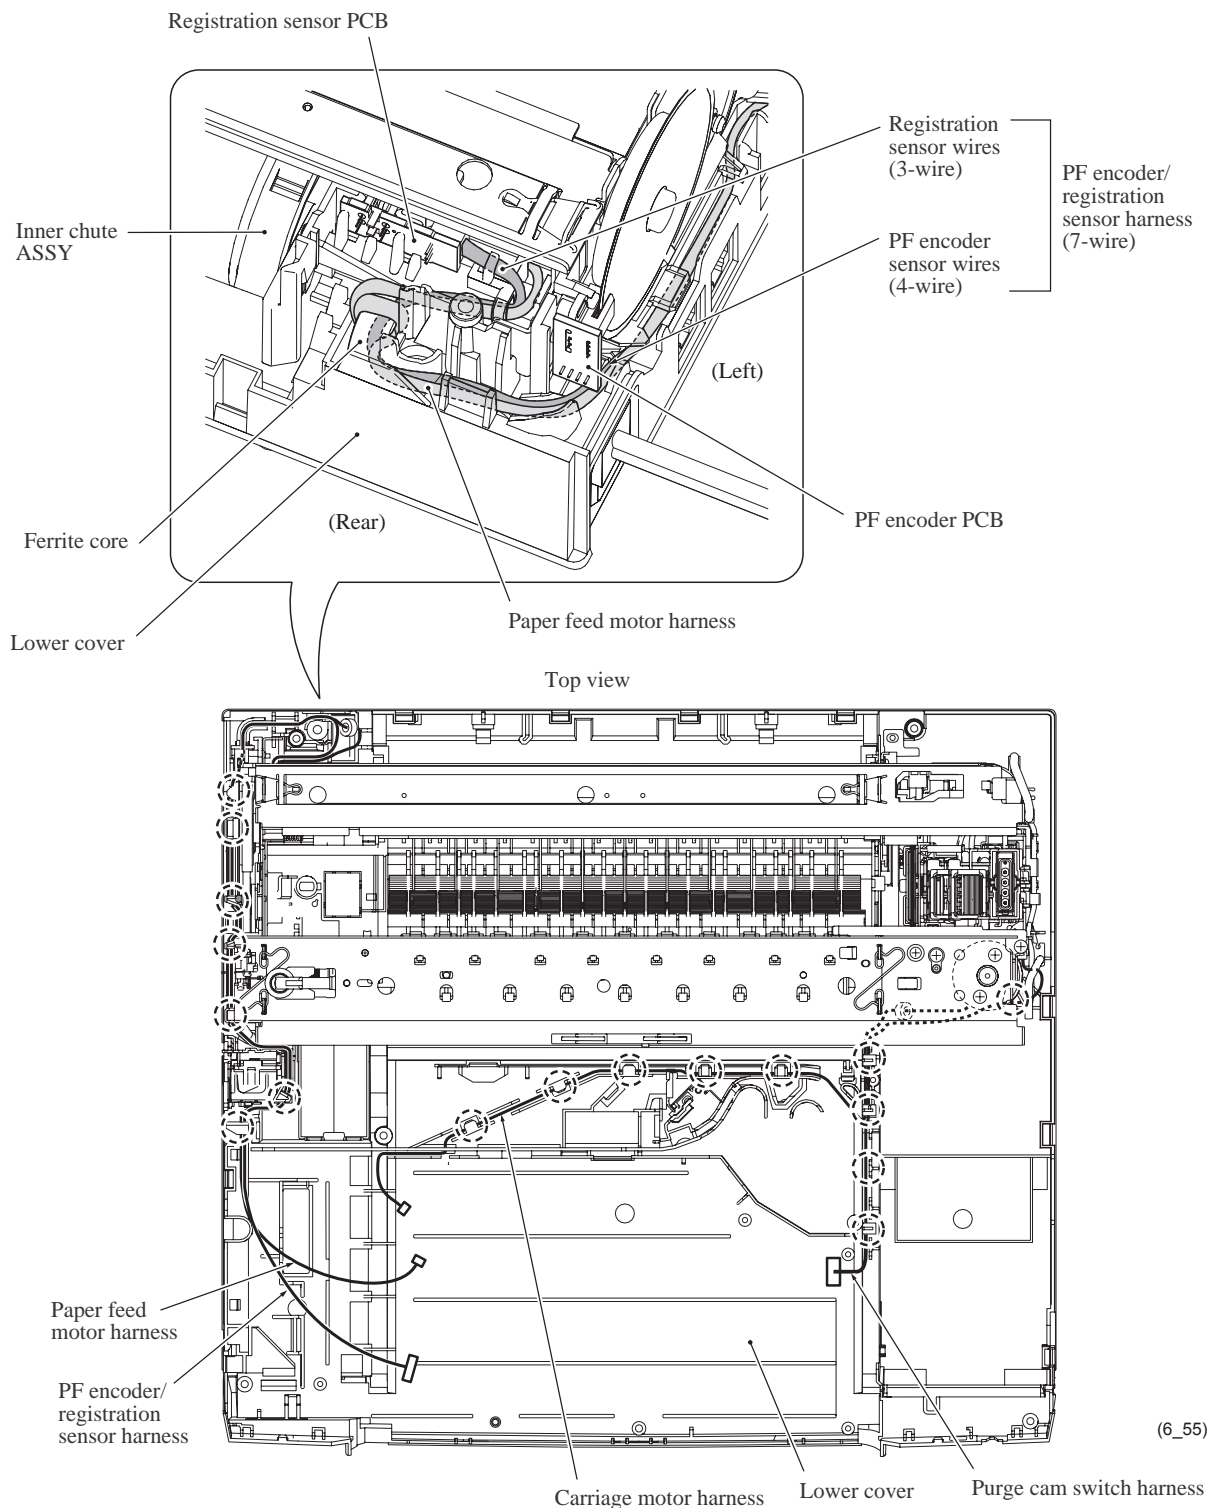 Registration sensor PCB
Registration
sensor wires
(3-wire)
PF encoder/
registration
sensor harness
(7-wire)
Inner chute
ASSY
PF encoder
sensor wires
(4-wire)
(Left)
(Rear)
PF encoder PCB
Ferrite core
Paper feed motor harness
Lower cover
Top view
Paper feed
motor harness
PF encoder/
registration
sensor harness
(6_55)
Carriage motor harness
Lower cover
Purge cam switch harness